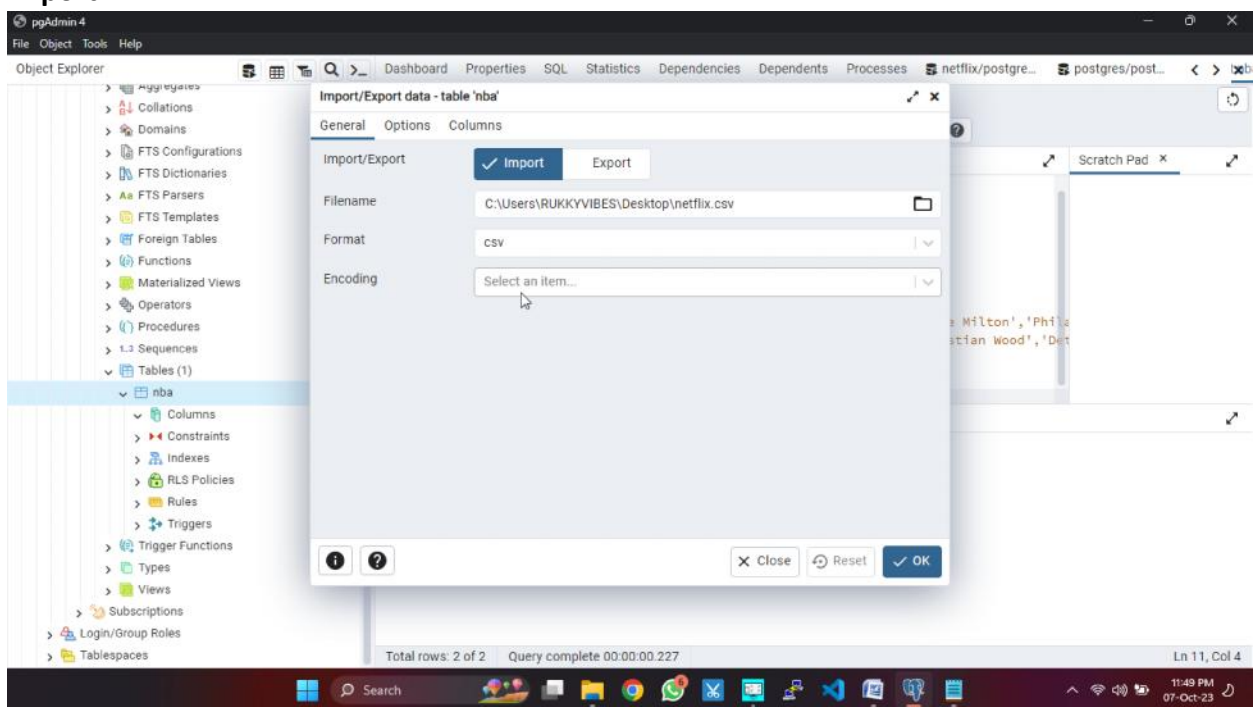 pgAdmin 4
File Object Tools Help
Object Explorer
Dashboard Properties SQL Statistics Dependencies Dependents Processes netflix/postgre... postgres/post...
Aggregates
Collations
Domains
FTS Configurations
FTS Dictionaries
FTS Parsers
FTS Templates
Foreign Tables
Functions
Materialized Views
Operators
Procedures
1..3 Sequences
Tables (1)
nba
Columns
Constraints
Indexes
RLS Policies
Rules
Triggers
Trigger Functions
Types
Views
Subscriptions
Login/Group Roles
Tablespaces
Import/Export data - table 'nba'
General Options Columns
Import/Export Import Export
Filename C:\Users\RUKKYVIBES\Desktop\netflix.csv
Format csv
Encoding Select an item...
Close Reset OK
Scratch Pad
Milton','Phila
stian Wood','Det
Total rows: 2 of 2 Query complete 00:00:00.227 Ln 11, Col 4
Search
11:49 PM
07-Oct-23